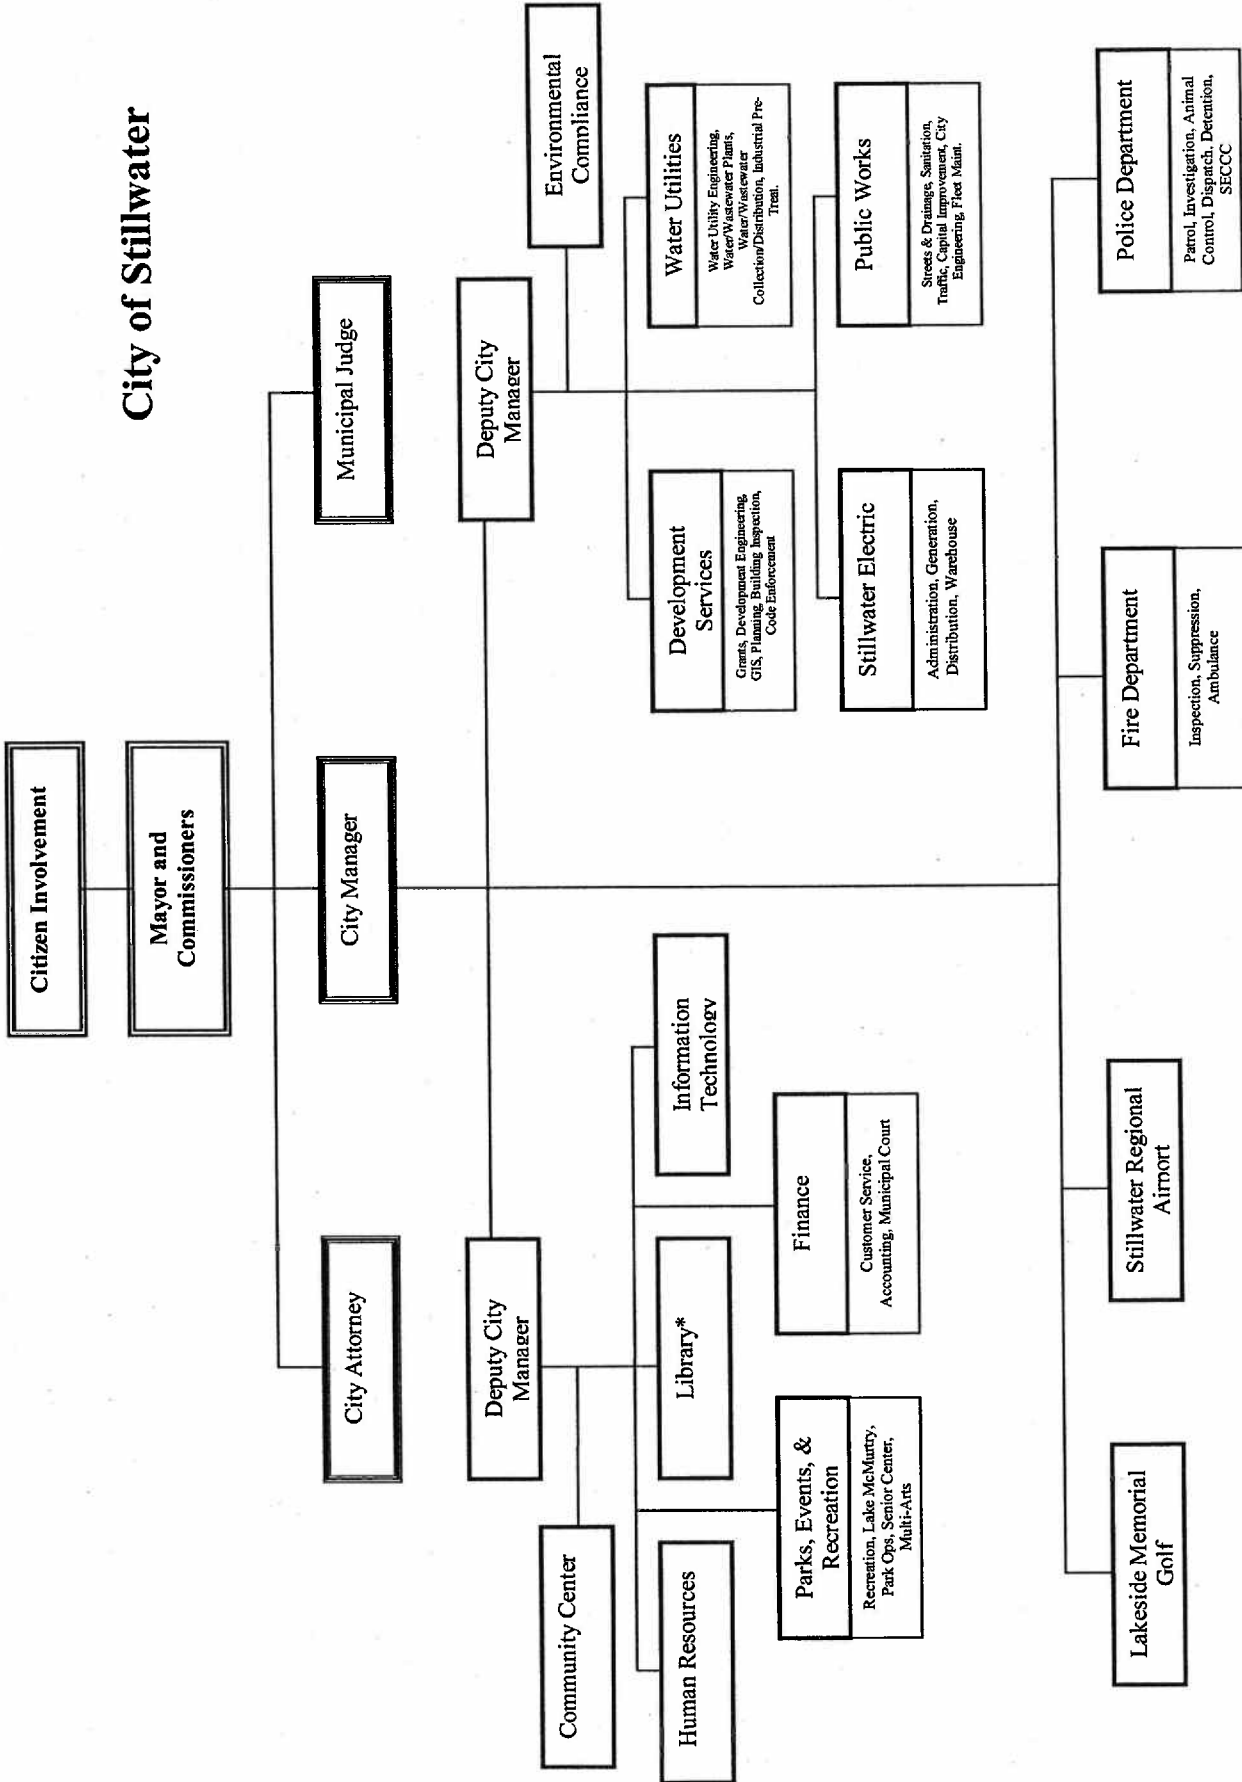 City of Stillwater
Citizen Involvement
Mayor and
Commissioners
City Attorney
City Manager
Municipal Judge
Deputy City
Manager
Deputy City
Manager
Community Center
Environmental
Compliance
Human Resources
Library*
Information
Technology
Development
Services
Grants, Development Engineering,
GIS, Planning, Building Inspection,
Code Enforcement
Water Utilities
Water Utility Engineering,
Water/Wastewater Plants,
Water/Wastewater
Collection/Distribution, Industrial Pre-
Treat.
Parks, Events, &
Recreation
Recreation, Lake McMurtry,
Park Ops, Senior Center,
Multi-Arts
Finance
Customer Service,
Accounting, Municipal Court
Stillwater Electric
Administration, Generation,
Distribution, Warehouse
Public Works
Streets & Drainage, Sanitation,
Traffic, Capital Improvement, City
Engineering, Fleet Maint.
Lakeside Memorial
Golf
Stillwater Regional
Airport
Fire Department
Inspection, Suppression,
Ambulance
Police Department
Patrol, Investigation, Animal
Control, Dispatch, Detention,
SECCC